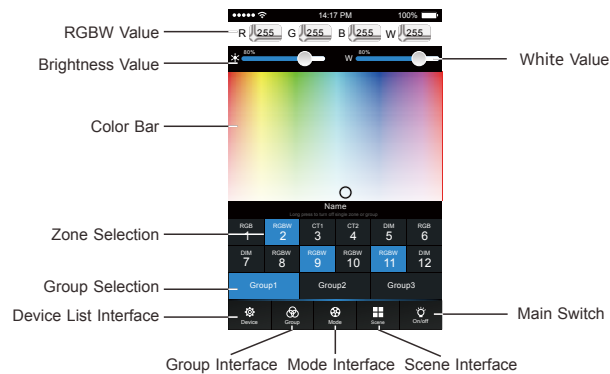 14:17 PM 100%
RGBW Value
R 255 G 255 B 255 W 255
Brightness Value
80% W 80%
White Value
Color Bar
Name
Long press to turn off single zone or group
Zone Selection
RGB 1 RGBW 2 CT1 3 CT2 4 DIM 5 RGB 6
DIM 7 RGBW 8 RGBW 9 RGBW 10 RGBW 11 DIM 12
Group Selection
Group1 Group2 Group3
Device List Interface
Device Group Mode Scene On/off
Main Switch
Group Interface Mode Interface Scene Interface